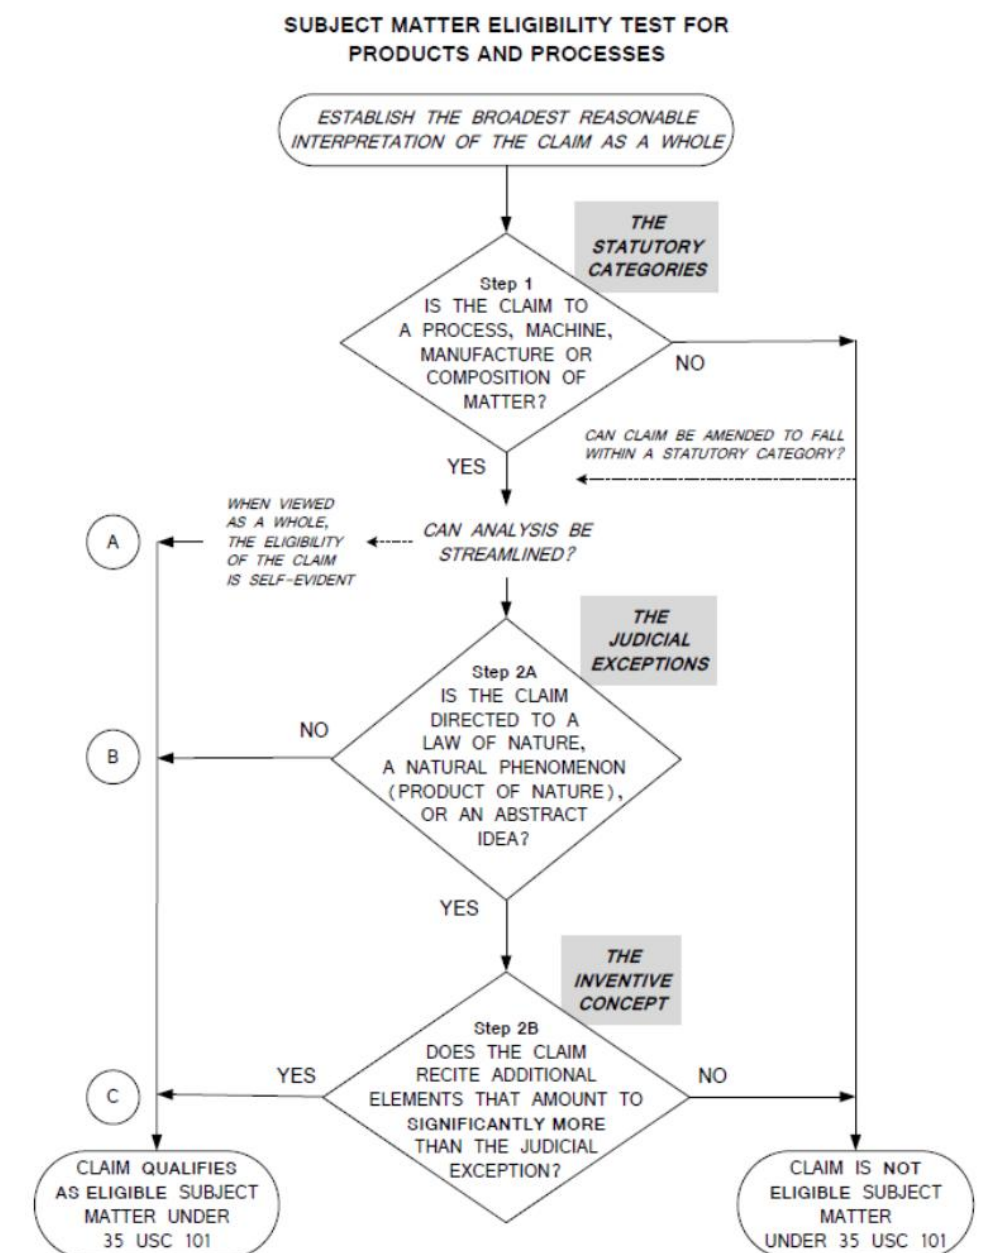 SUBJECT MATTER ELIGIBILITY TEST FOR
PRODUCTS AND PROCESSES
ESTABLISH THE BROADEST REASONABLE
INTERPRETATION OF THE CLAIM AS A WHOLE
THE
STATUTORY
CATEGORIES
Step 1
IS THE CLAIM TO
A PROCESS, MACHINE,
MANUFACTURE OR
COMPOSITION OF
MATTER?
NO
CAN CLAIM BE AMENDED TO FALL
WITHIN A STATUTORY CATEGORY?
YES
WHEN VIEWED
AS A WHOLE,
THE ELIGIBILITY
OF THE CLAIM
IS SELF-EVIDENT
A
CAN ANALYSIS BE
STREAMLINED?
THE
JUDICIAL
EXCEPTIONS
Step 2A
IS THE CLAIM
DIRECTED TO A
LAW OF NATURE,
A NATURAL PHENOMENON
(PRODUCT OF NATURE),
OR AN ABSTRACT
IDEA?
NO
B
YES
THE
INVENTIVE
CONCEPT
Step 2B
DOES THE CLAIM
RECITE ADDITIONAL
ELEMENTS THAT AMOUNT TO
SIGNIFICANTLY MORE
THAN THE JUDICIAL
EXCEPTION?
YES
NO
C
CLAIM QUALIFIES
AS ELIGIBLE SUBJECT
MATTER UNDER
35 USC 101
CLAIM IS NOT
ELIGIBLE SUBJECT
MATTER
UNDER 35 USC 101